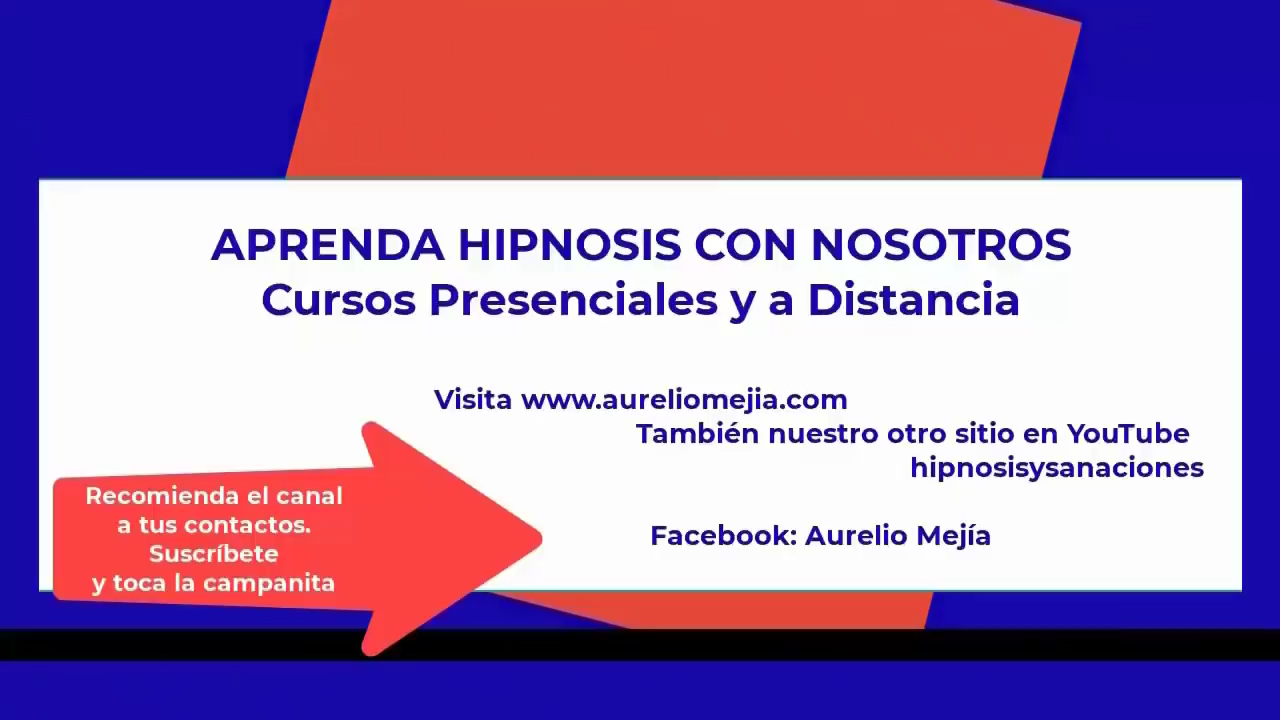 APRENDA HIPNOSIS CON NOSOTROS
Cursos Presenciales y a Distancia
Visita www.aureliomejia.com
También nuestro otro sitio en YouTube
hipnosisysanaciones
Facebook: Aurelio Mejía
Recomienda el canal
a tus contactos.
Suscríbete
y toca la campanita